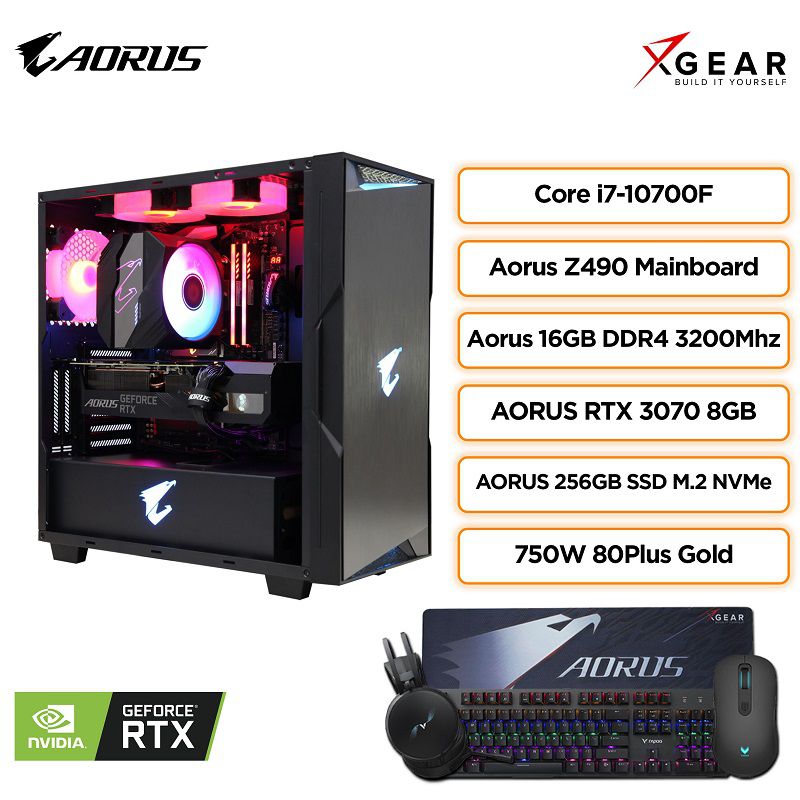 AORUS
XGEAR
BUILD IT YOURSELF
Core i7-10700F
Aorus Z490 Mainboard
Aorus 16GB DDR4 3200Mhz
AORUS RTX 3070 8GB
AORUS 256GB SSD M.2 NVMe
750W 80Plus Gold
AORUS GEFORCE
RTX
AORUS
XGEAR
AORUS
NVIDIA.
GEFORCE
RTX